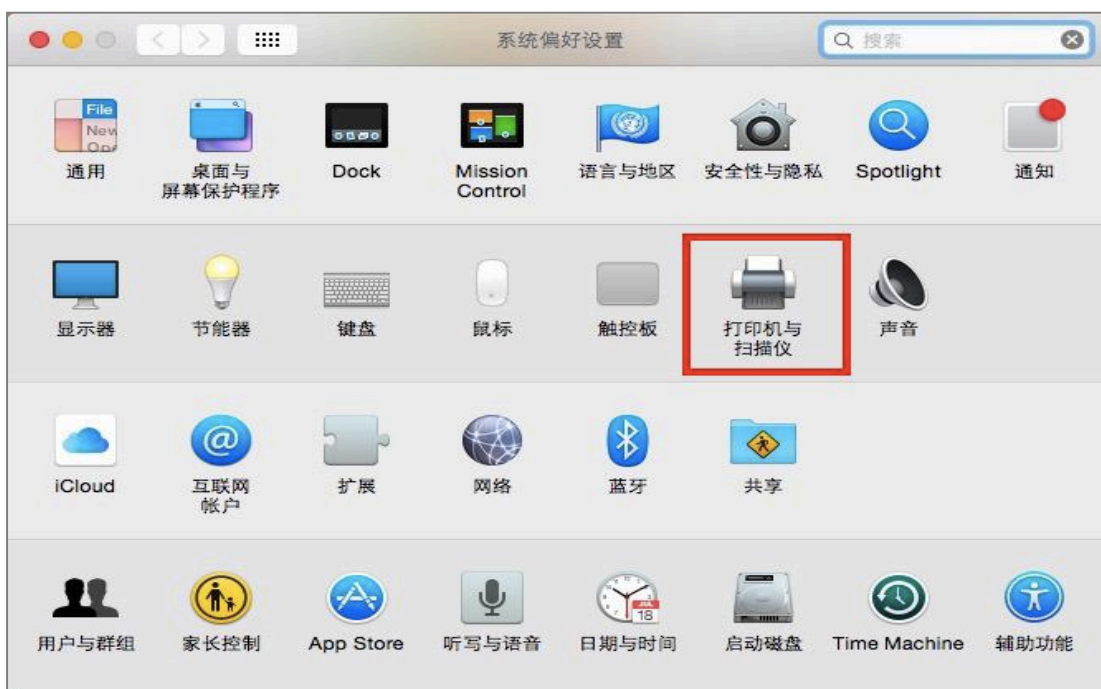 系统偏好设置
搜索
File
New
通用
桌面与
屏幕保护程序
Dock
Mission
Control
语言与地区
安全性与隐私
Spotlight
通知
显示器
节能器
键盘
鼠标
触控板
打印机与
扫描仪
声音
iCloud
互联网
帐户
扩展
网络
蓝牙
共享
JUL
18
用户与群组
家长控制
App Store
听写与语音
日期与时间
启动磁盘
Time Machine
辅助功能